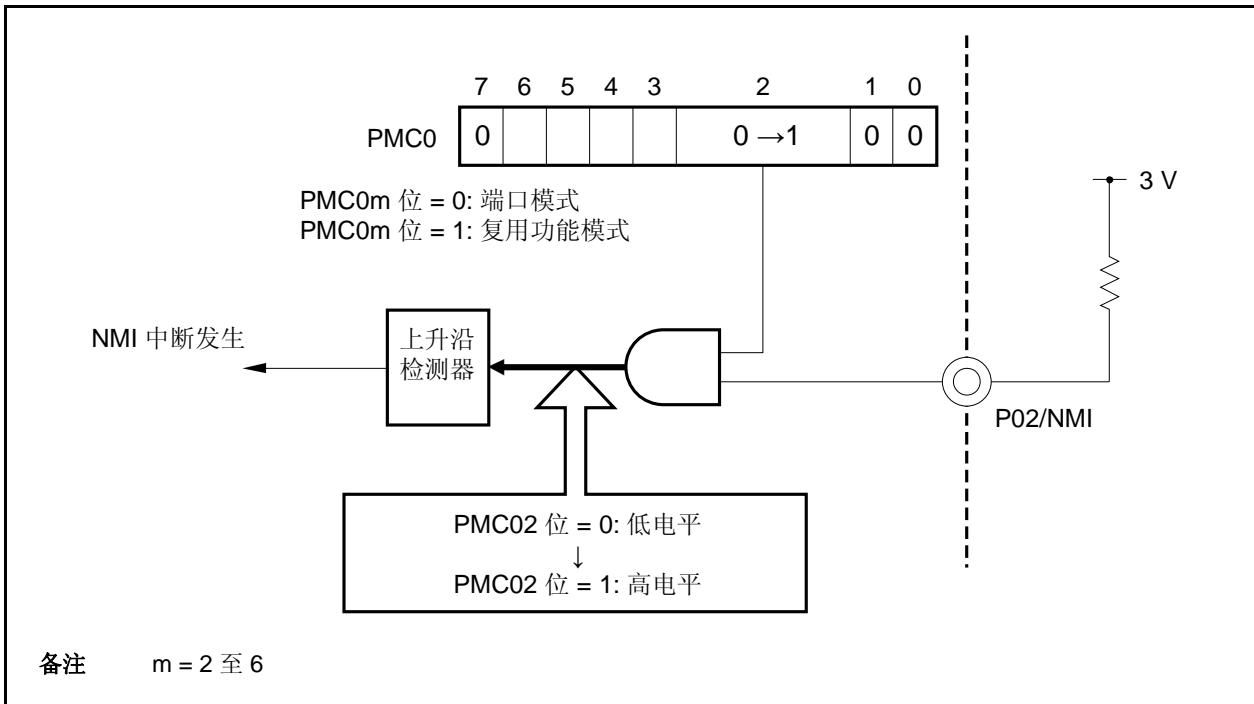 7 6 5 4 3 2 1 0
PMC0 0 0 →1 0 0
3 V
PMC0m 位 = 0: 端口模式
PMC0m 位 = 1: 复用功能模式
NMI 中断发生
上升沿
检测器
P02/NMI
PMC02 位 = 0: 低电平
↓
PMC02 位 = 1: 高电平
备注 m = 2 至 6